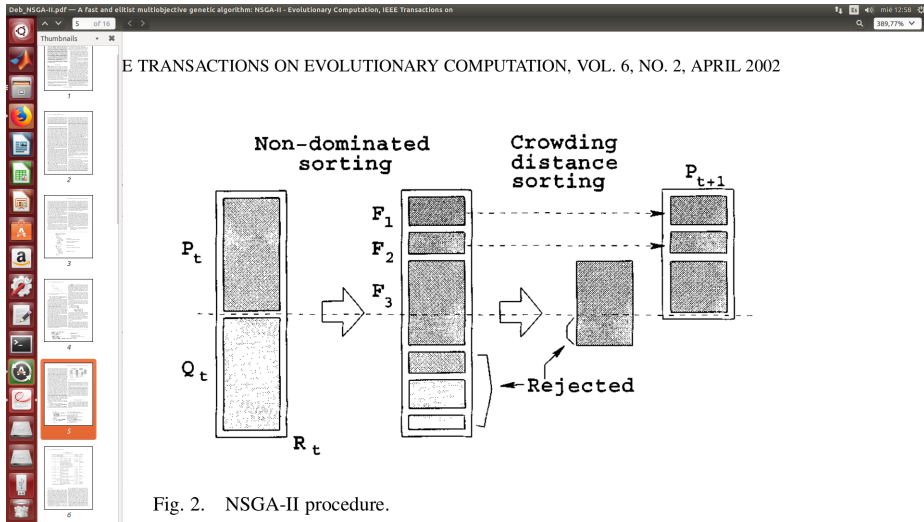 Deb_NSGA-II.pdf — A fast and elitist multiobjective genetic algorithm: NSGA-II - Evolutionary Computation, IEEE Transactions on
Es
mié 12:58
5
of 16
389,77%
Thumbnails
1
2
3
4
5
6
E TRANSACTIONS ON EVOLUTIONARY COMPUTATION, VOL. 6, NO. 2, APRIL 2002
Non-dominated
sorting
Crowding
distance
sorting
P t+1
P t
Q t
R t
F 1
F 2
F 3
Rejected
Fig. 2. NSGA-II procedure.